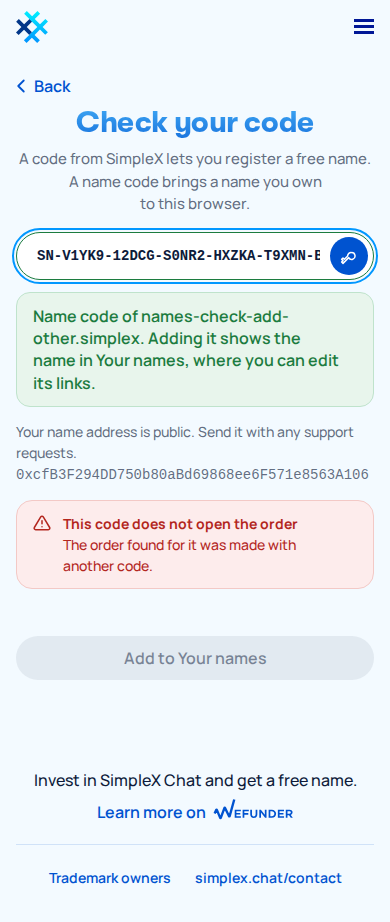 Back
Check your code
A code from SimpleX lets you register a free name.
A name code brings a name you own
to this browser.
SN-V1YK9-12DCG-S0NR2-HXZKA-T9XMN-E
Name code of names-check-add-
other.simplex. Adding it shows the
name in Your names, where you can edit
its links.
Your name address is public. Send it with any support
requests.
0xcfB3F294DD750b80aBd69868ee6F571e8563A106
This code does not open the order
The order found for it was made with
another code.
Add to Your names
Invest in SimpleX Chat and get a free name.
Learn more on WEFUNDER
Trademark owners simplex.chat/contact